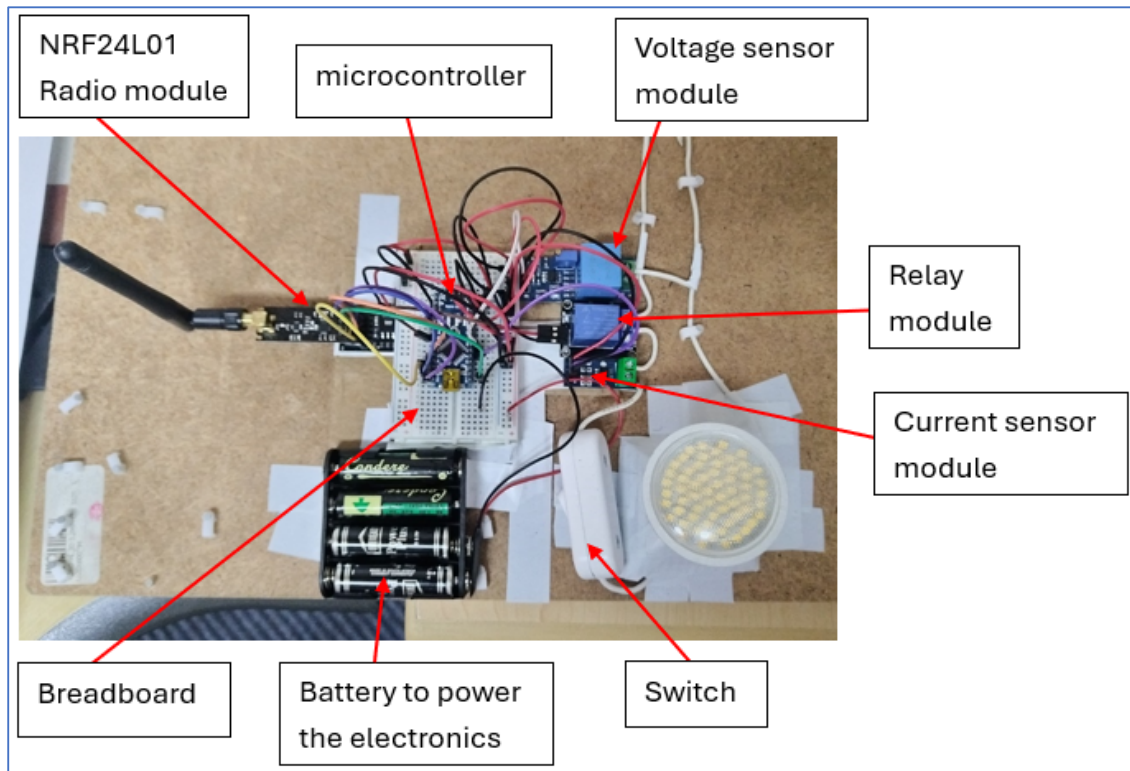 NRF24L01
Radio module
microcontroller
Voltage sensor
module
Relay
module
Current sensor
module
Breadboard
Battery to power
the electronics
Switch